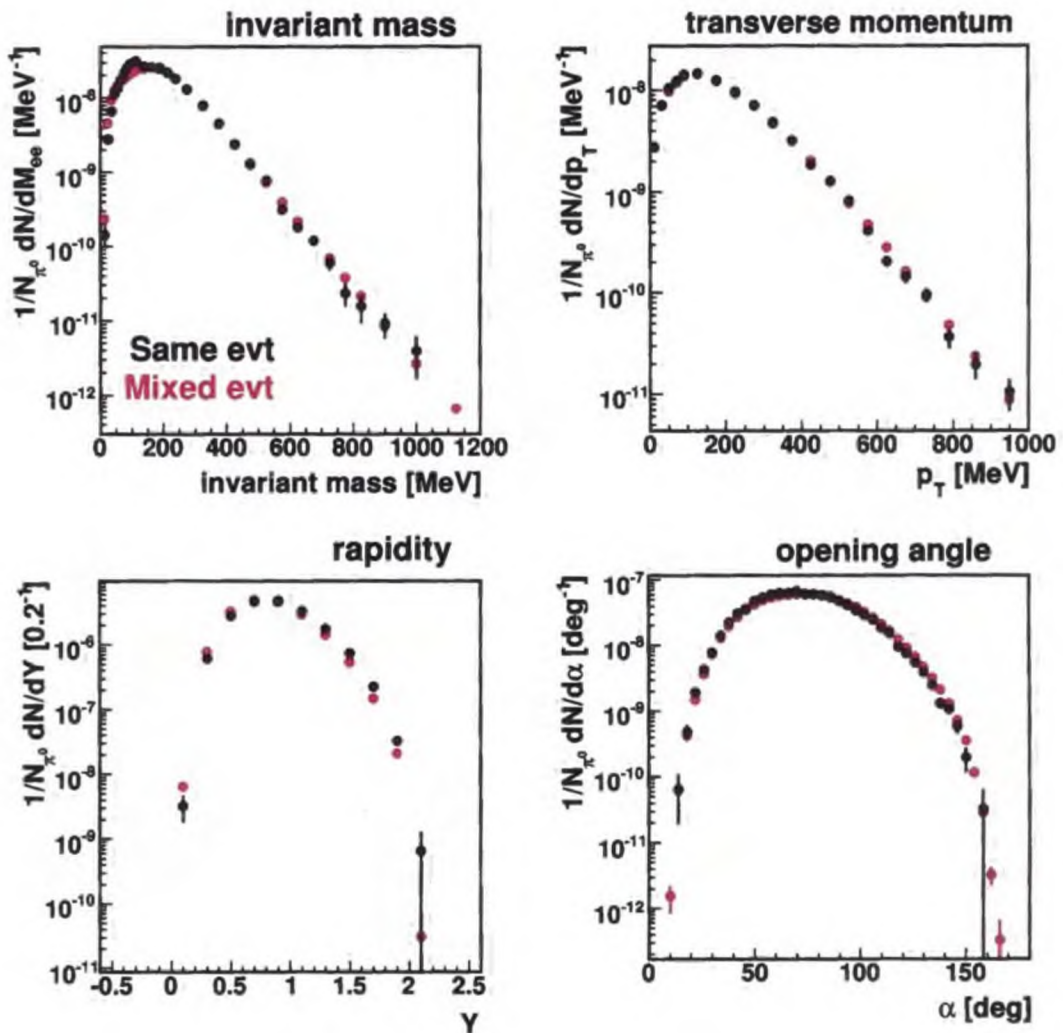 invariant mass
1/N_π⁰ dN/dM_ee [MeV⁻¹]
10⁻⁸
10⁻⁹
10⁻¹⁰
10⁻¹¹
10⁻¹²
Same evt
Mixed evt
0 200 400 600 800 1000 1200
invariant mass [MeV]
transverse momentum
1/N_π⁰ dN/dp_T [MeV⁻¹]
10⁻⁸
10⁻⁹
10⁻¹⁰
10⁻¹¹
0 200 400 600 800 1000
p_T [MeV]
rapidity
1/N_π⁰ dN/dY [0.2⁻¹]
10⁻⁶
10⁻⁷
10⁻⁸
10⁻⁹
10⁻¹⁰
10⁻¹¹
-0.5 0 0.5 1 1.5 2 2.5
Y
opening angle
1/N_π⁰ dN/dα [deg⁻¹]
10⁻⁷
10⁻⁸
10⁻⁹
10⁻¹⁰
10⁻¹¹
10⁻¹²
0 50 100 150
α [deg]